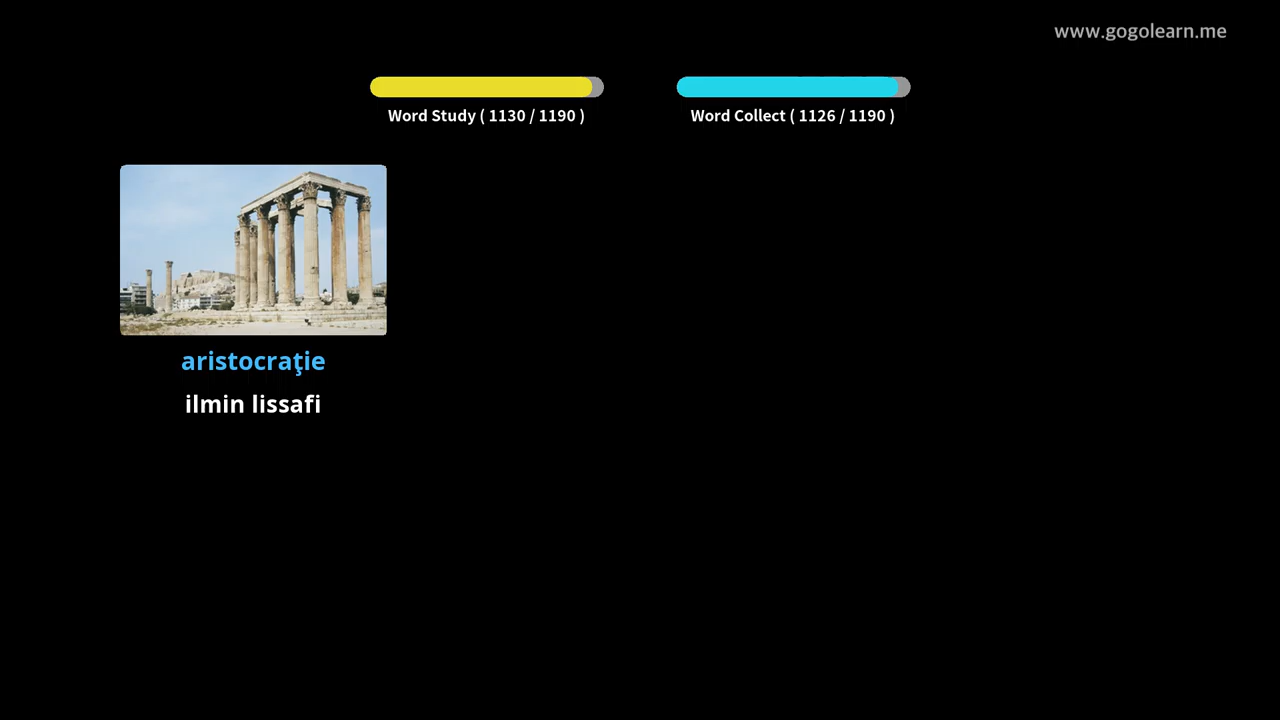 www.gogolearn.me
Word Study ( 1130 / 1190 )
Word Collect ( 1126 / 1190 )
aristocraţie
ilmin lissafi